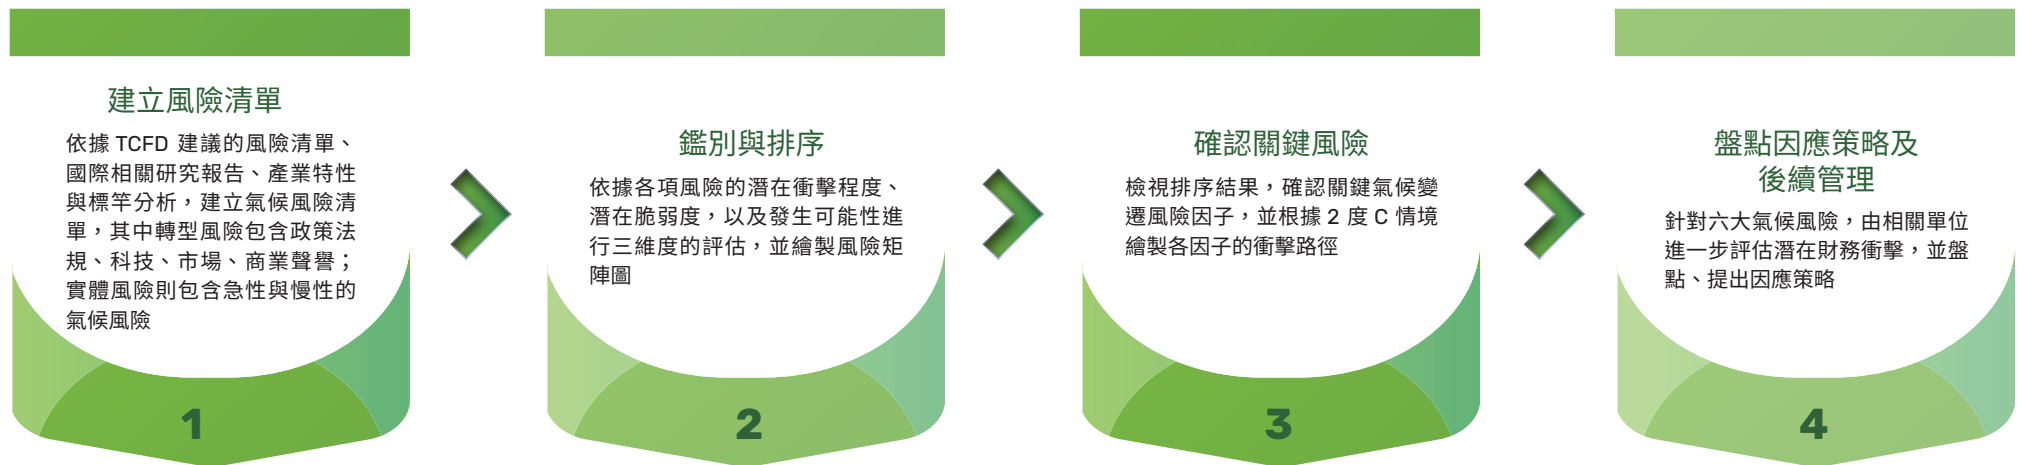 建立風險清單
依據 TCFD 建議的風險清單、
國際相關研究報告、產業特性
與標竿分析，建立氣候風險清
單，其中轉型風險包含政策法
規、科技、市場、商業聲譽；
實體風險則包含急性與慢性的
氣候風險
1
鑑別與排序
依據各項風險的潛在衝擊程度、
潛在脆弱度，以及發生可能性進
行三維度的評估，並繪製風險矩
陣圖
2
確認關鍵風險
檢視排序結果，確認關鍵氣候變
遷風險因子，並根據 2 度 C 情境
繪製各因子的衝擊路徑
3
盤點因應策略及
後續管理
針對六大氣候風險，由相關單位
進一步評估潛在財務衝擊，並盤
點、提出因應策略
4